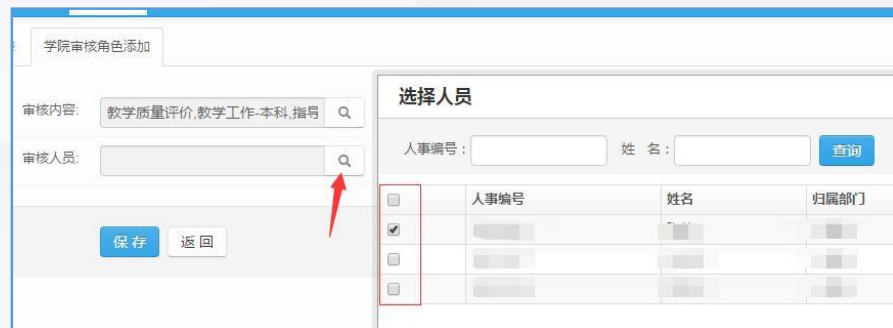 学院审核角色添加
审核内容:
教学质量评价,教学工作-本科,指导
审核人员:
保存
返回
选择人员
人事编号:
姓 名:
查询
人事编号 姓名 归属部门